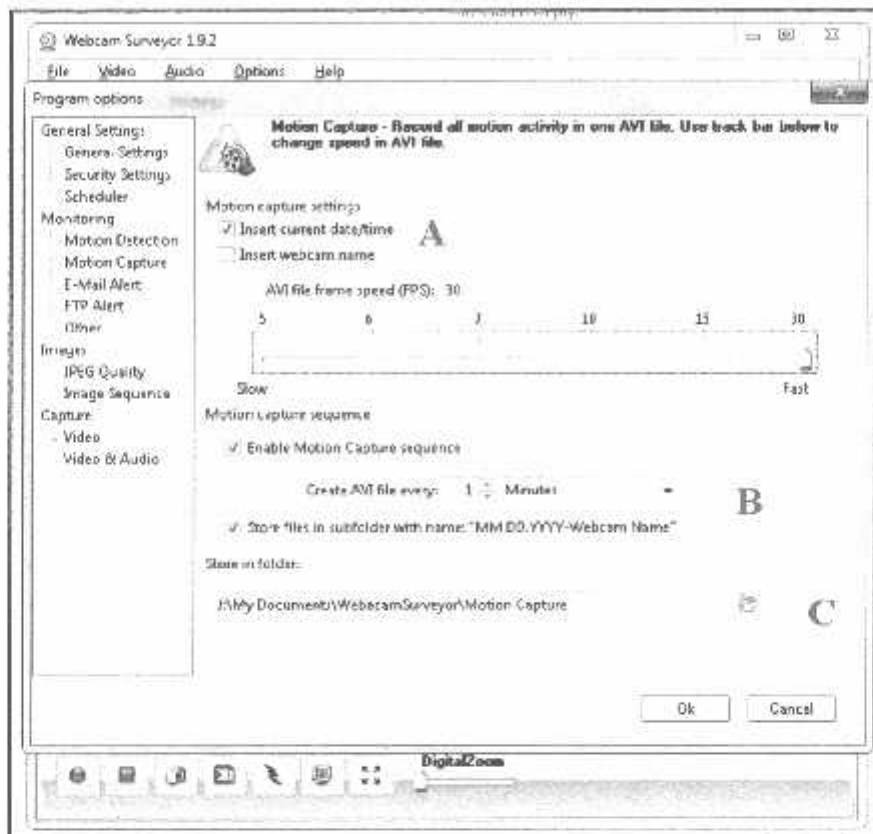 Webcam Surveyor 1.9.2
File Video Audio Options Help
Program options
General Settings
General Settings
Security Settings
Scheduler
Monitoring
Motion Detection
Motion Capture
E-Mail Alert
FTP Alert
Other
Images
JPEG Quality
Image Sequence
Capture
Video
Video & Audio
Motion Capture - Record all motion activity in one AVI file. Use track bar below to
change speed in AVI file.
Motion capture settings
Insert current date/time
A
Insert webcam name
AVI file frame speed (FPS): 30
5 6 7 10 15 30
Slow Fast
Motion capture sequence
Enable Motion Capture sequence
Create AVI file every: 1 Minutes
B
Store files in subfolder with name: "MM.DD.YYYY-Webcam Name"
Store in folder:
J:\My Documents\WebacamSurveyor\Motion Capture
C
Ok Cancel
DigitalZoom